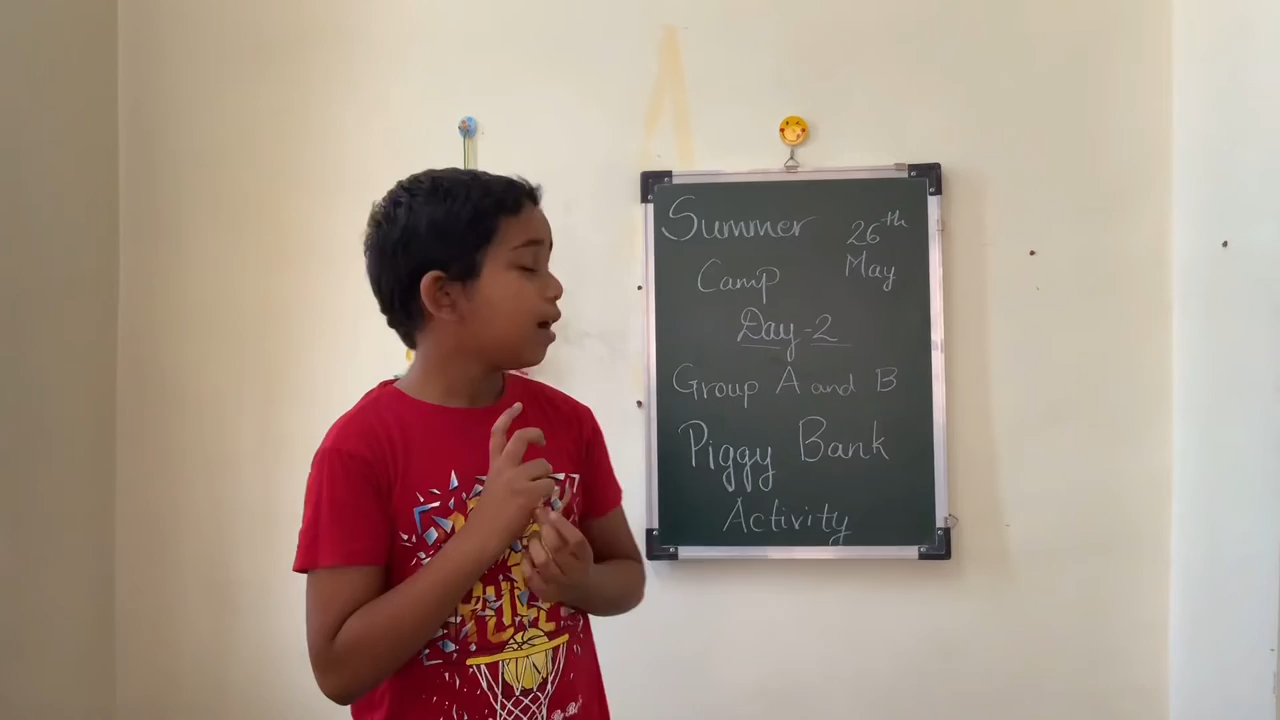 Summer 26th
Camp May
Day-2
Group A and B
Piggy Bank
Activity